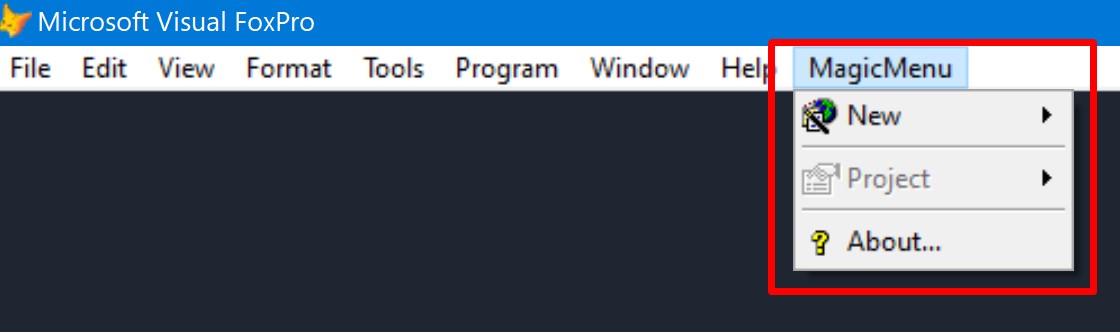 Microsoft Visual FoxPro
File Edit View Format Tools Program Window Help MagicMenu
New
Project
About...